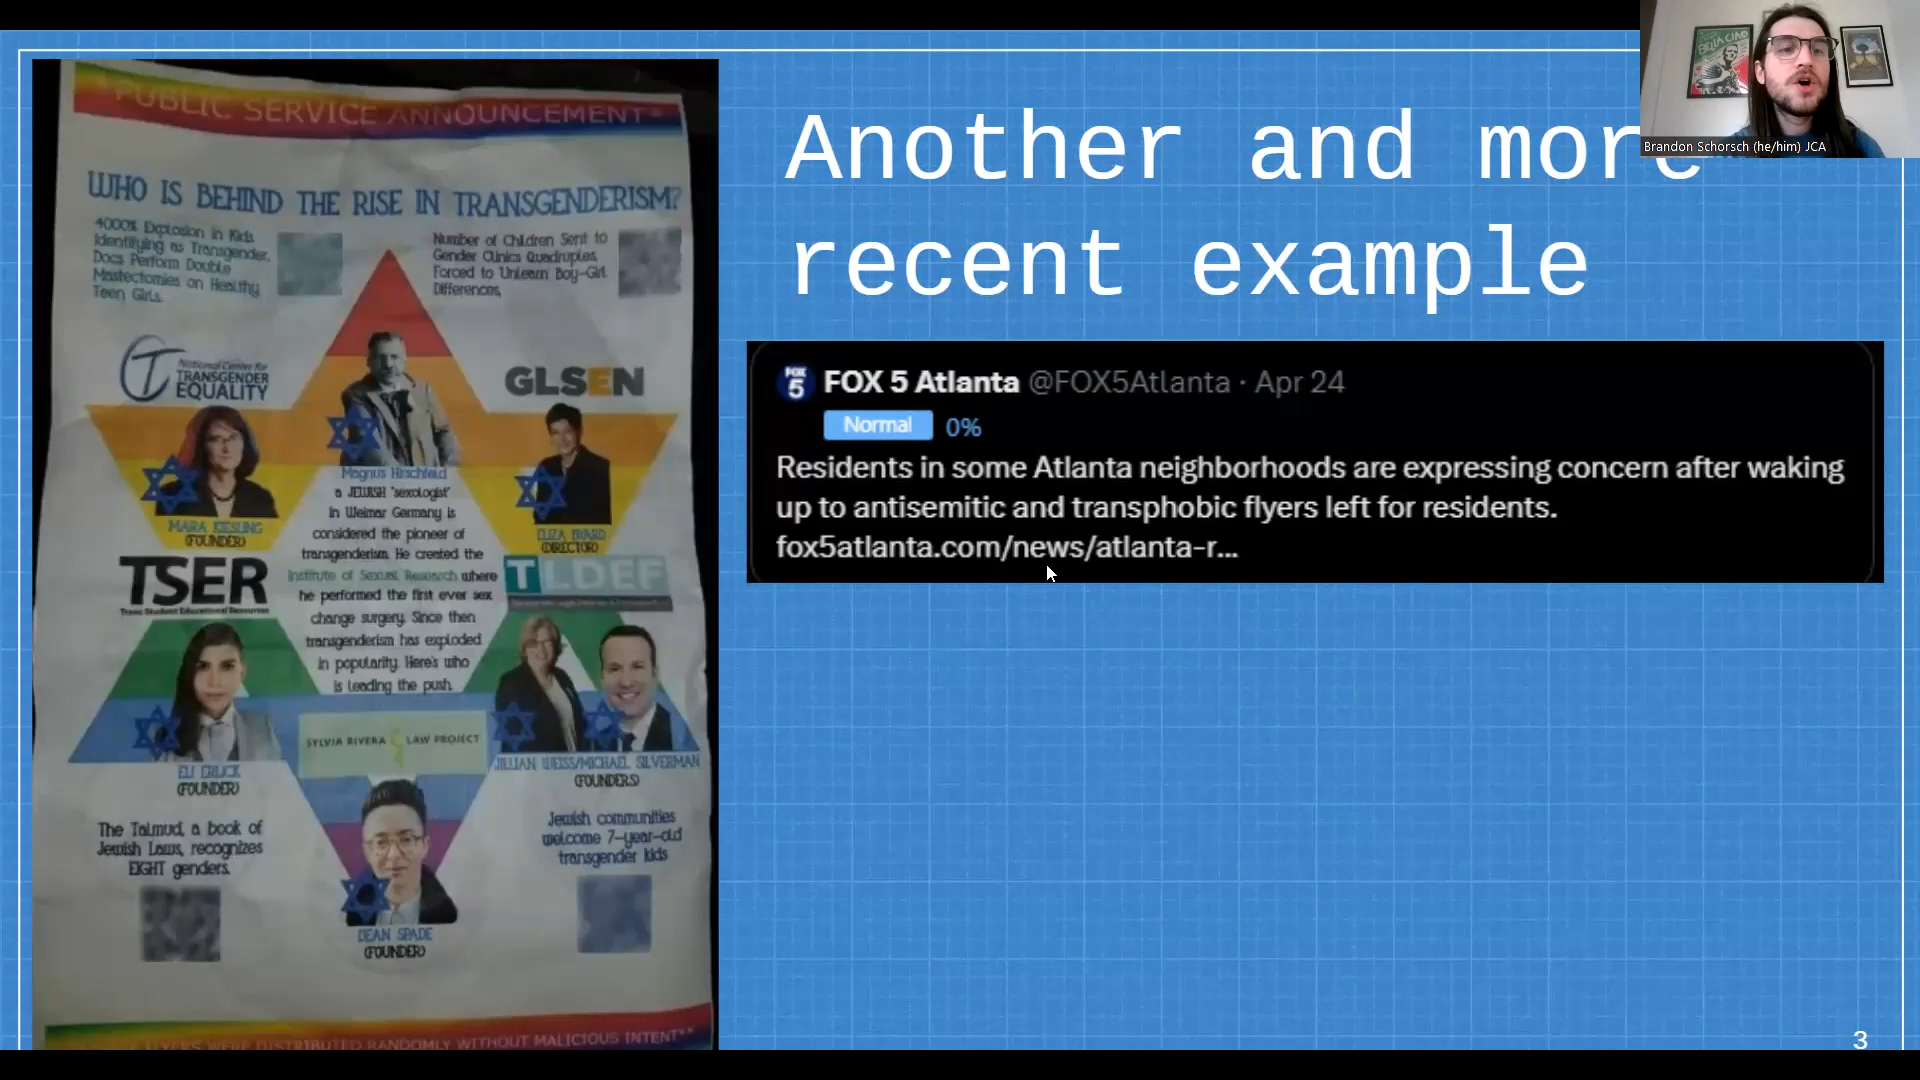 *PUBLIC SERVICE ANNOUNCEMENT*
WHO IS BEHIND THE RISE IN TRANSGENDERISM?
4000% Explosion in Kids
Identifying as Transgender,
Docs Perform Double
Mastectomies on Healthy
Teen Girls.
Number of Children Sent to
Gender Clinics Quadruples,
Forced to Unlearn Boy-Girl
Differences,
National Center for
TRANSGENDER
EQUALITY
GLSEN
Magnus Hirschfeld
a JEWISH "sexologist"
in Weimar Germany is
considered the pioneer of
transgenderism. He created the
Institute of Sexual Research where
he performed the first ever sex
change surgery. Since then
transgenderism has exploded
in popularity. Here's who
is leading the push.
MARA KIESLING
(FOUNDER)
ELIZA BYARD
(DIRECTOR)
TSER
Trans Student Educational Resources
TLDEF
ELI ERLICK
(FOUNDER)
SYLVIA RIVERA LAW PROJECT
JILLIAN WEISS/MICHAEL SILVERMAN
(FOUNDERS)
The Talmud, a book of
Jewish Laws, recognizes
EIGHT genders.
Jewish communities
welcome 7-year-old
transgender kids
DEAN SPADE
(FOUNDER)
FLYERS WERE DISTRIBUTED RANDOMLY WITHOUT MALICIOUS INTENT**
Another and more
recent example
FOX 5
FOX 5 Atlanta @FOX5Atlanta · Apr 24
Normal 0%
Residents in some Atlanta neighborhoods are expressing concern after waking
up to antisemitic and transphobic flyers left for residents.
fox5atlanta.com/news/atlanta-r...
BELLA CIAO
Brandon Schorsch (he/him) JCA
3